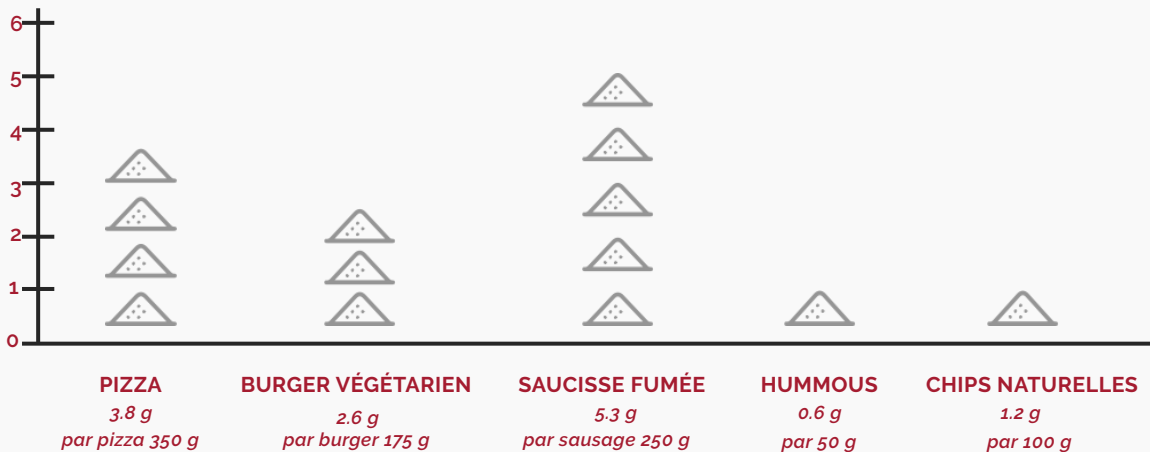 6
5
4
3
2
1
0
PIZZA
3.8 g
par pizza 350 g
BURGER VÉGÉTARIEN
2.6 g
par burger 175 g
SAUCISSE FUMÉE
5.3 g
par sausage 250 g
HUMMOUS
0.6 g
par 50 g
CHIPS NATURELLES
1.2 g
par 100 g